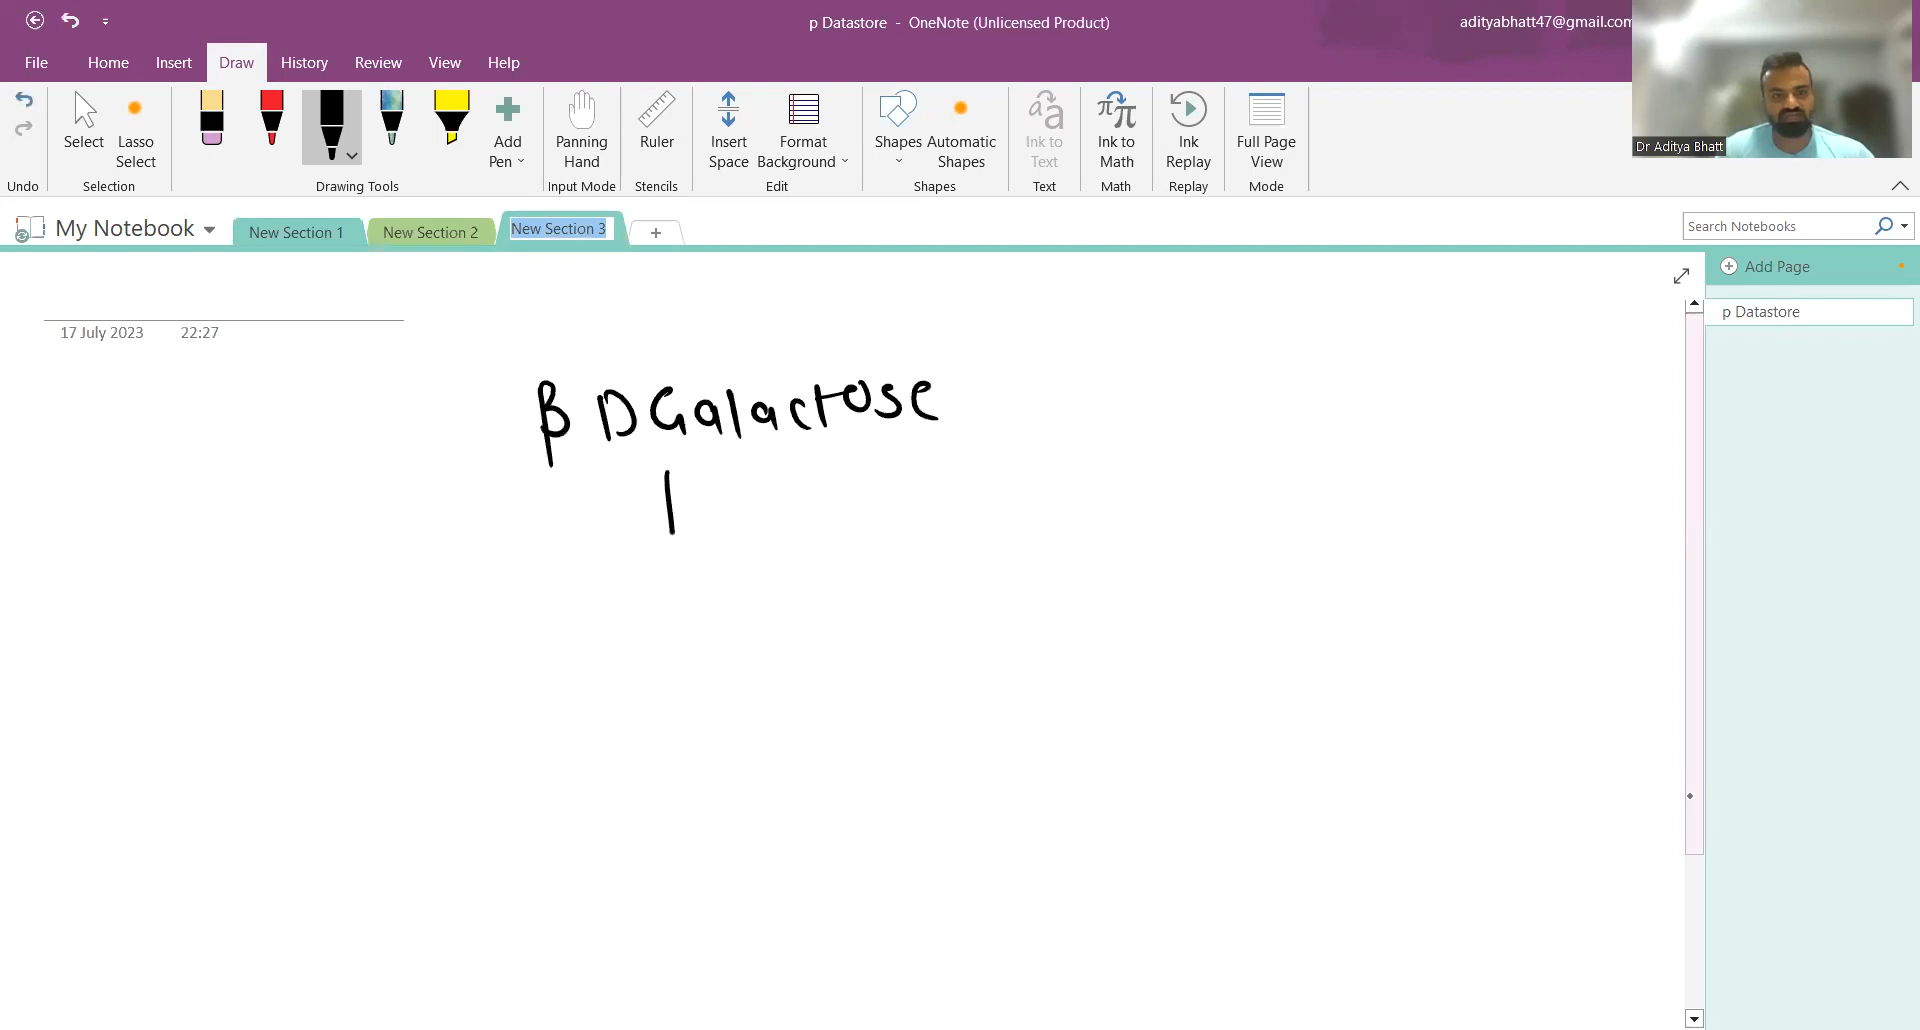 p Datastore - OneNote (Unlicensed Product)
adityabhatt47@gmail.com
File Home Insert Draw History Review View Help
Dr Aditya Bhatt
Select
Lasso Select
Add Pen
Panning Hand
Ruler
Insert Space
Format Background
Shapes
Automatic Shapes
Ink to Text
Ink to Math
Ink Replay
Full Page View
Undo Selection Drawing Tools Input Mode Stencils Edit Shapes Text Math Replay Mode
My Notebook New Section 1 New Section 2 New Section 3
Search Notebooks
Add Page
p Datastore
17 July 2023 22:27
β D Galactose